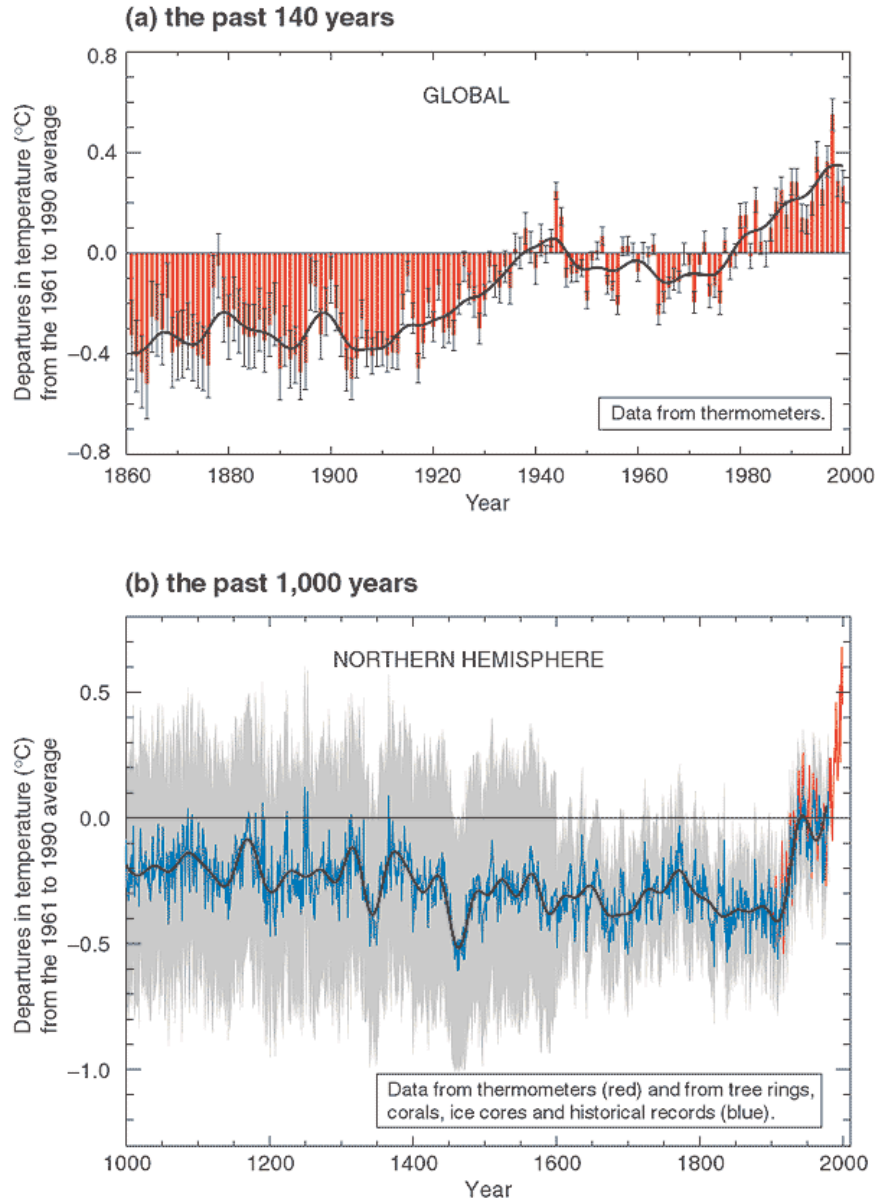 (a) the past 140 years
GLOBAL
Departures in temperature (°C)
from the 1961 to 1990 average
0.8
0.4
0.0
−0.4
−0.8
Data from thermometers.
1860 1880 1900 1920 1940 1960 1980 2000
Year
(b) the past 1,000 years
NORTHERN HEMISPHERE
Departures in temperature (°C)
from the 1961 to 1990 average
0.5
0.0
−0.5
−1.0
Data from thermometers (red) and from tree rings,
corals, ice cores and historical records (blue).
1000 1200 1400 1600 1800 2000
Year